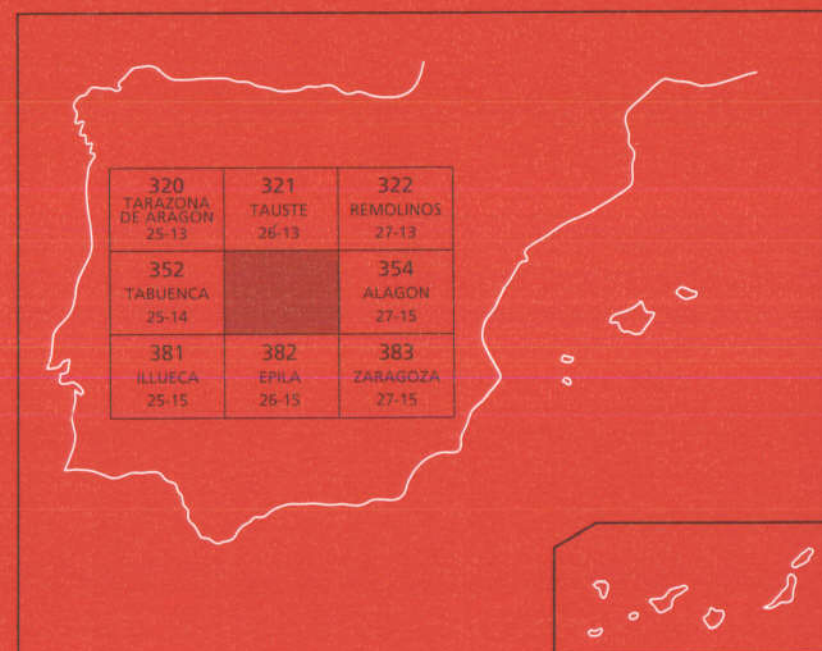 320
TARAZONA
DE ARAGON
25-13
321
TAUSTE
26-13
322
REMOLINOS
27-13
352
TABUENCA
25-14
354
ALAGON
27-15
381
ILLUECA
25-15
382
EPILA
26-15
383
ZARAGOZA
27-15